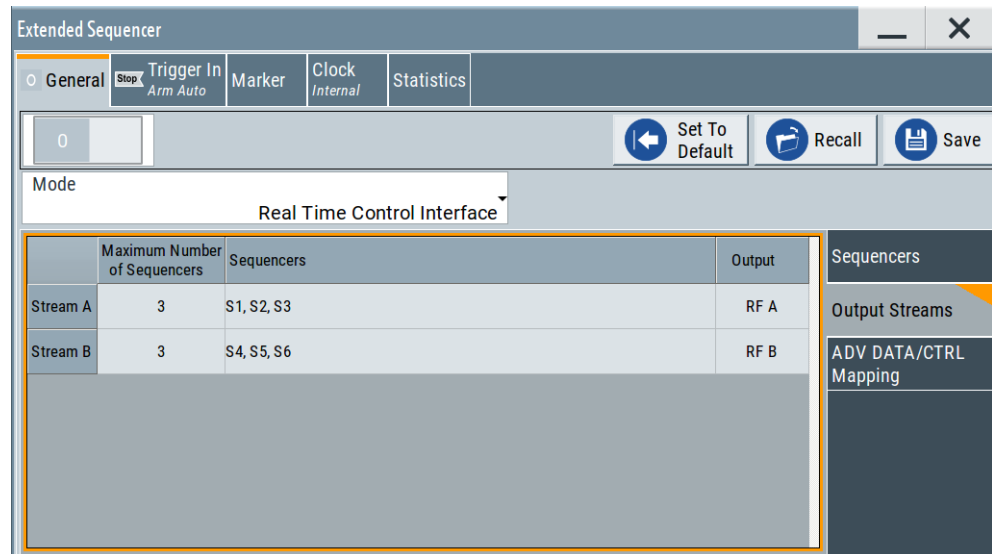 Extended Sequencer
0 General
Stop Trigger In
Arm Auto
Marker
Clock
Internal
Statistics
0
Set To
Default
Recall
Save
Mode
Real Time Control Interface
Maximum Number
of Sequencers
Sequencers
Output
Stream A 3 S1, S2, S3 RF A
Stream B 3 S4, S5, S6 RF B
Sequencers
Output Streams
ADV DATA/CTRL
Mapping